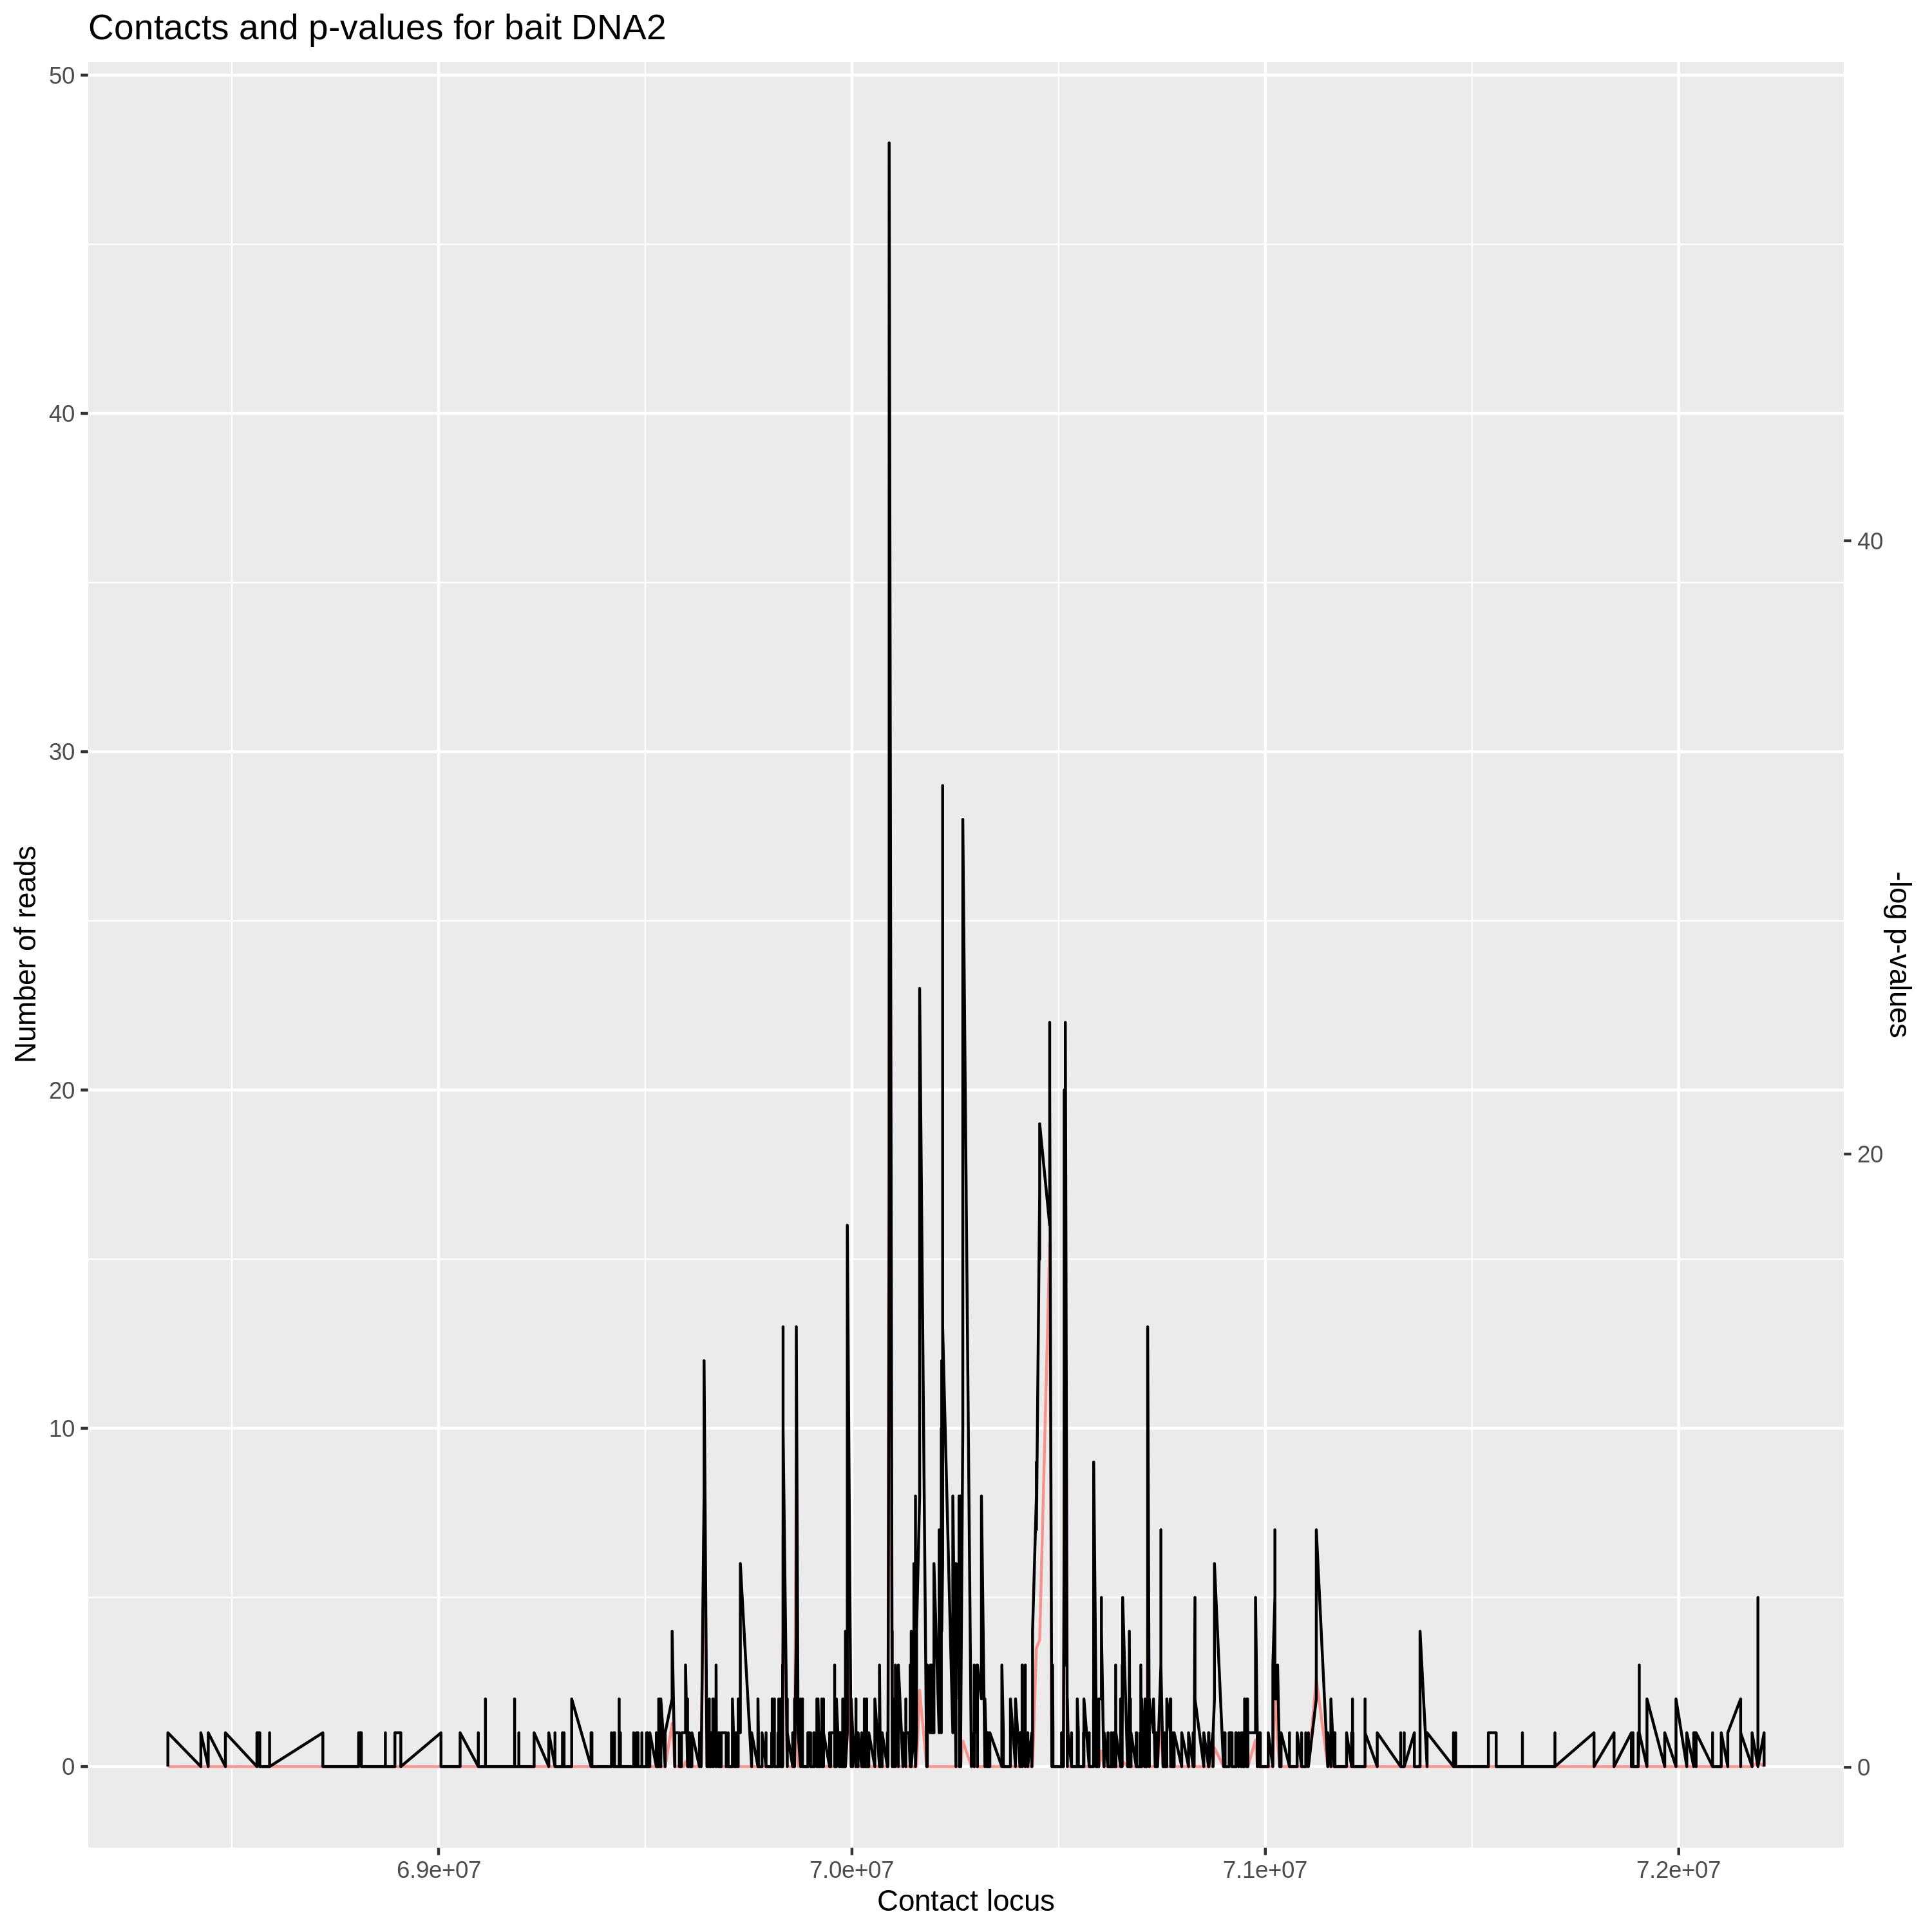 Contacts and p-values for bait DNA2
50
40
30
20
10
0
Number of reads
40
20
0
-log p-values
6.9e+07
7.0e+07
7.1e+07
7.2e+07
Contact locus